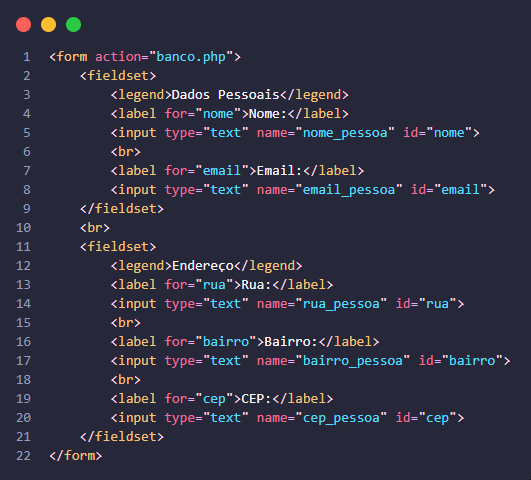 1 <form action="banco.php">
2     <fieldset>
3         <legend>Dados Pessoais</legend>
4         <label for="nome">Nome:</label>
5         <input type="text" name="nome_pessoa" id="nome">
6         <br>
7         <label for="email">Email:</label>
8         <input type="text" name="email_pessoa" id="email">
9     </fieldset>
10     <br>
11     <fieldset>
12         <legend>Endereço</legend>
13         <label for="rua">Rua:</label>
14         <input type="text" name="rua_pessoa" id="rua">
15         <br>
16         <label for="bairro">Bairro:</label>
17         <input type="text" name="bairro_pessoa" id="bairro">
18         <br>
19         <label for="cep">CEP:</label>
20         <input type="text" name="cep_pessoa" id="cep">
21     </fieldset>
22 </form>